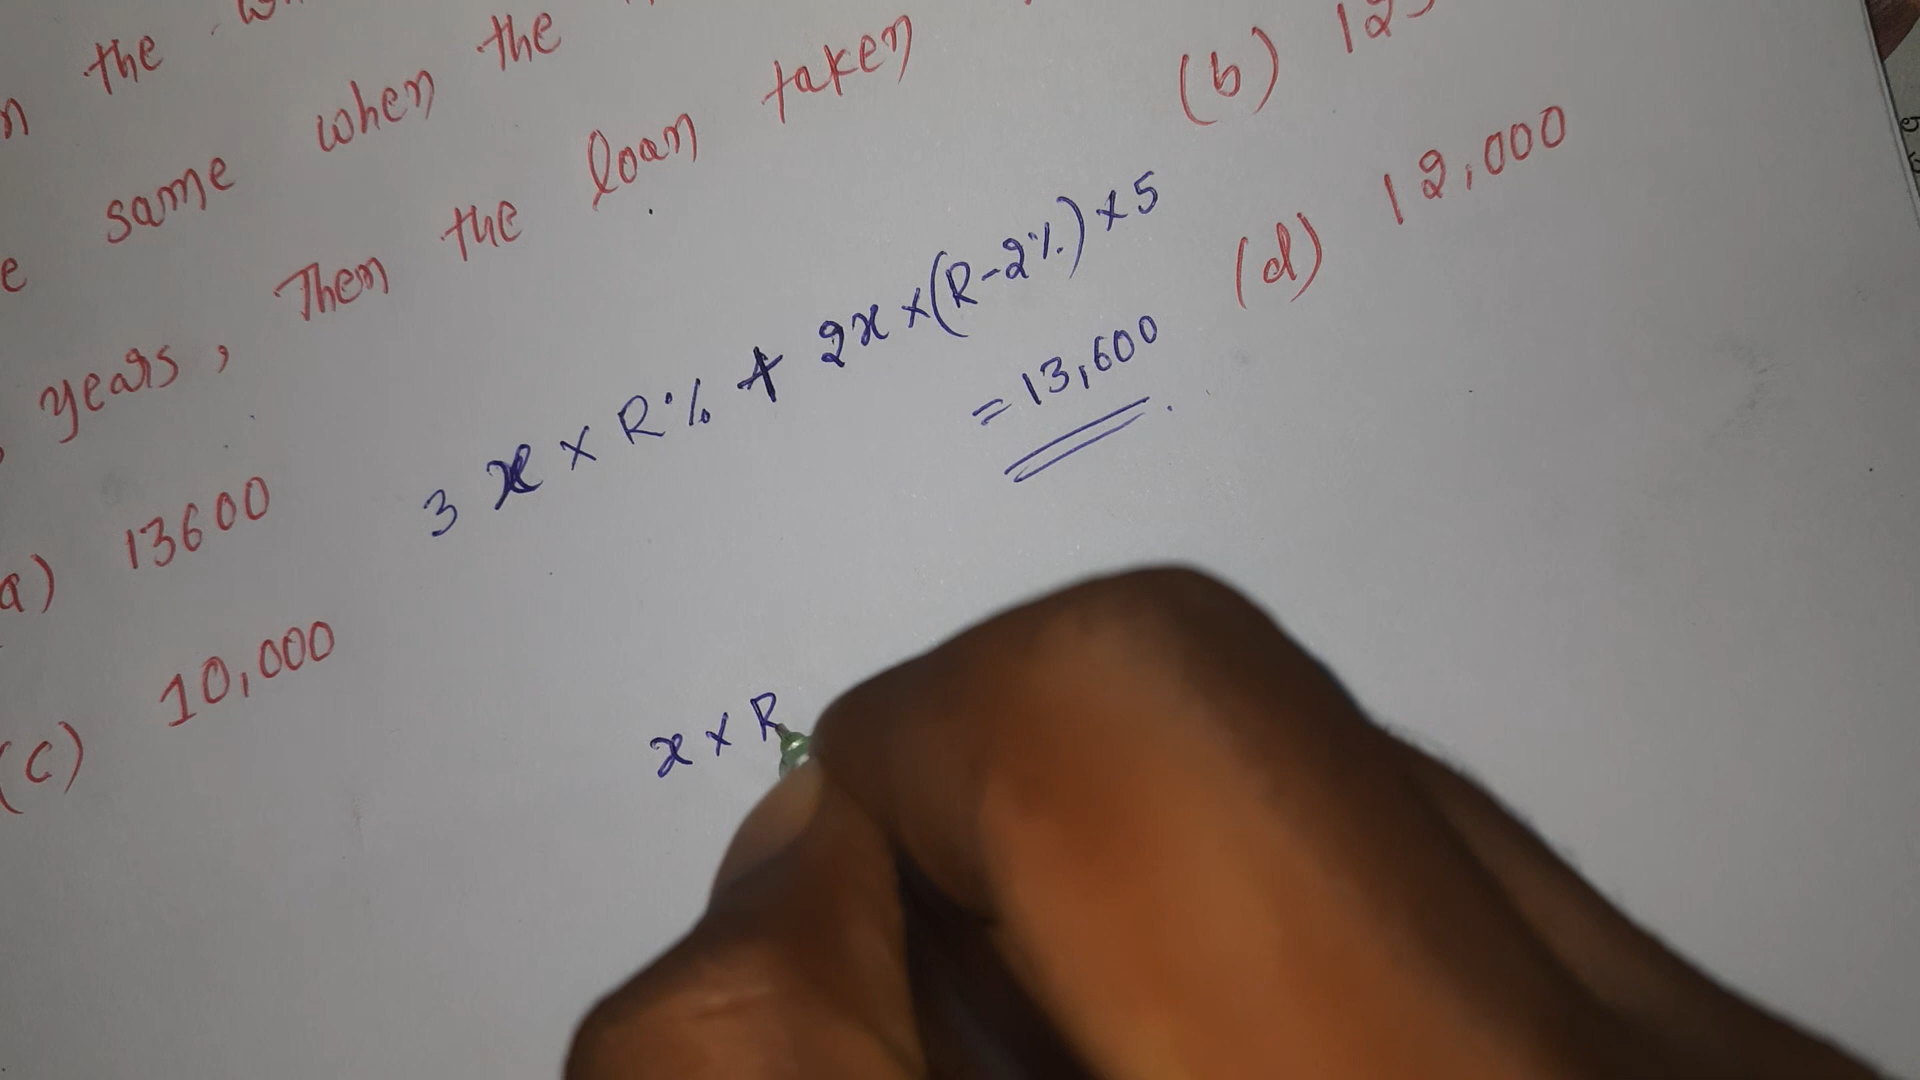 the
same when the
years, Then the loan taken
(b)
3 x × R% + 2x × (R-2%) × 5
= 13,600
a) 13600
(d) 12,000
(c) 10,000
x × R